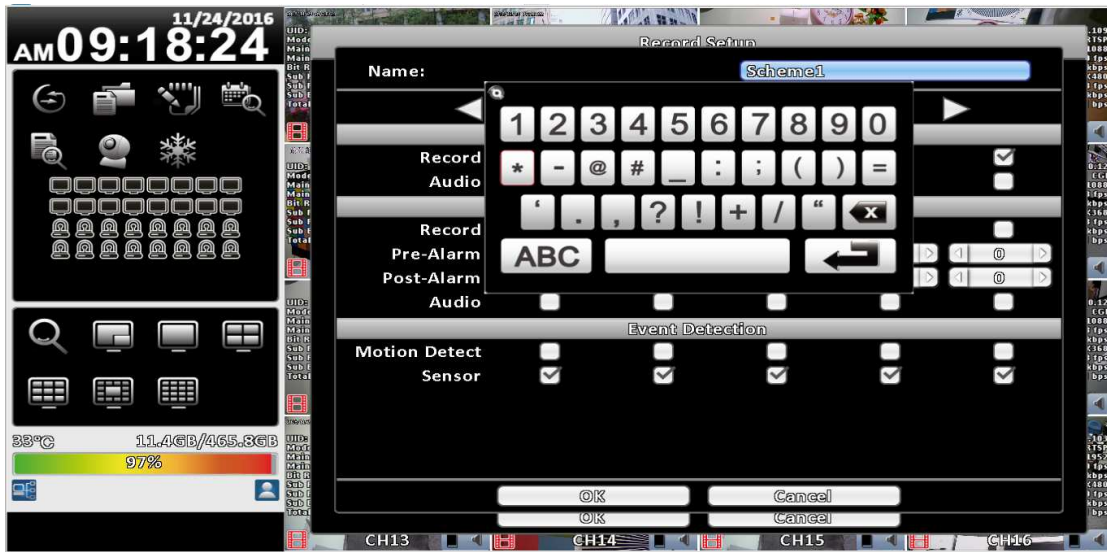 11/24/2016
AM09:18:24
Record Setup
Name: Scheme1
1 2 3 4 5 6 7 8 9 0
* - @ # _ : ; ( ) =
‘ . , ? ! + / “ X
ABC
Record
Audio
Record
Pre-Alarm 0
Post-Alarm 0
Audio
Event Detection
Motion Detect
Sensor
33°C 11.4GB/465.8GB
97%
OK Cancel
OK Cancel
CH13 CH14 CH15 CH16